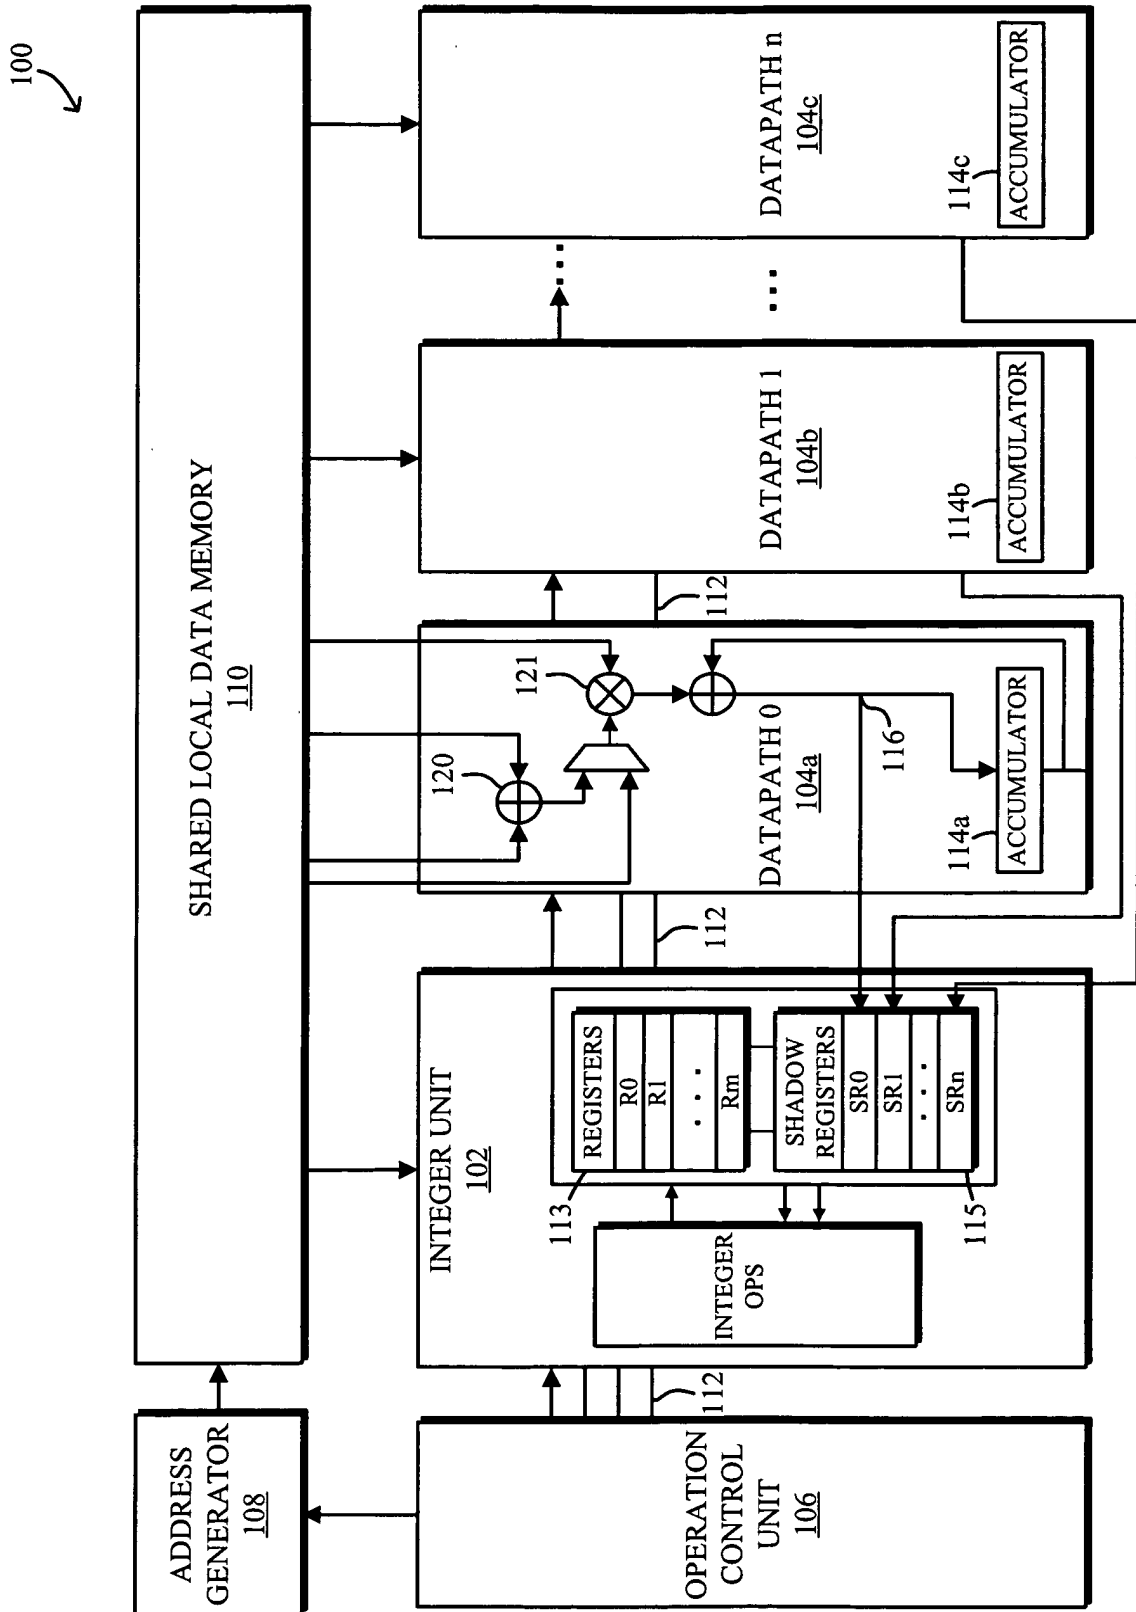 100
SHARED LOCAL DATA MEMORY
110
ADDRESS
GENERATOR
108
OPERATION
CONTROL
UNIT
106
112
INTEGER UNIT
102
INTEGER
OPS
113
REGISTERS
R0
R1
....
Rm
SHADOW
REGISTERS
SR0
SR1
....
SRn
115
112
DATAPATH 0
104a
120
121
116
114a
ACCUMULATOR
112
DATAPATH 1
104b
114b
ACCUMULATOR
...
...
DATAPATH n
104c
114c
ACCUMULATOR